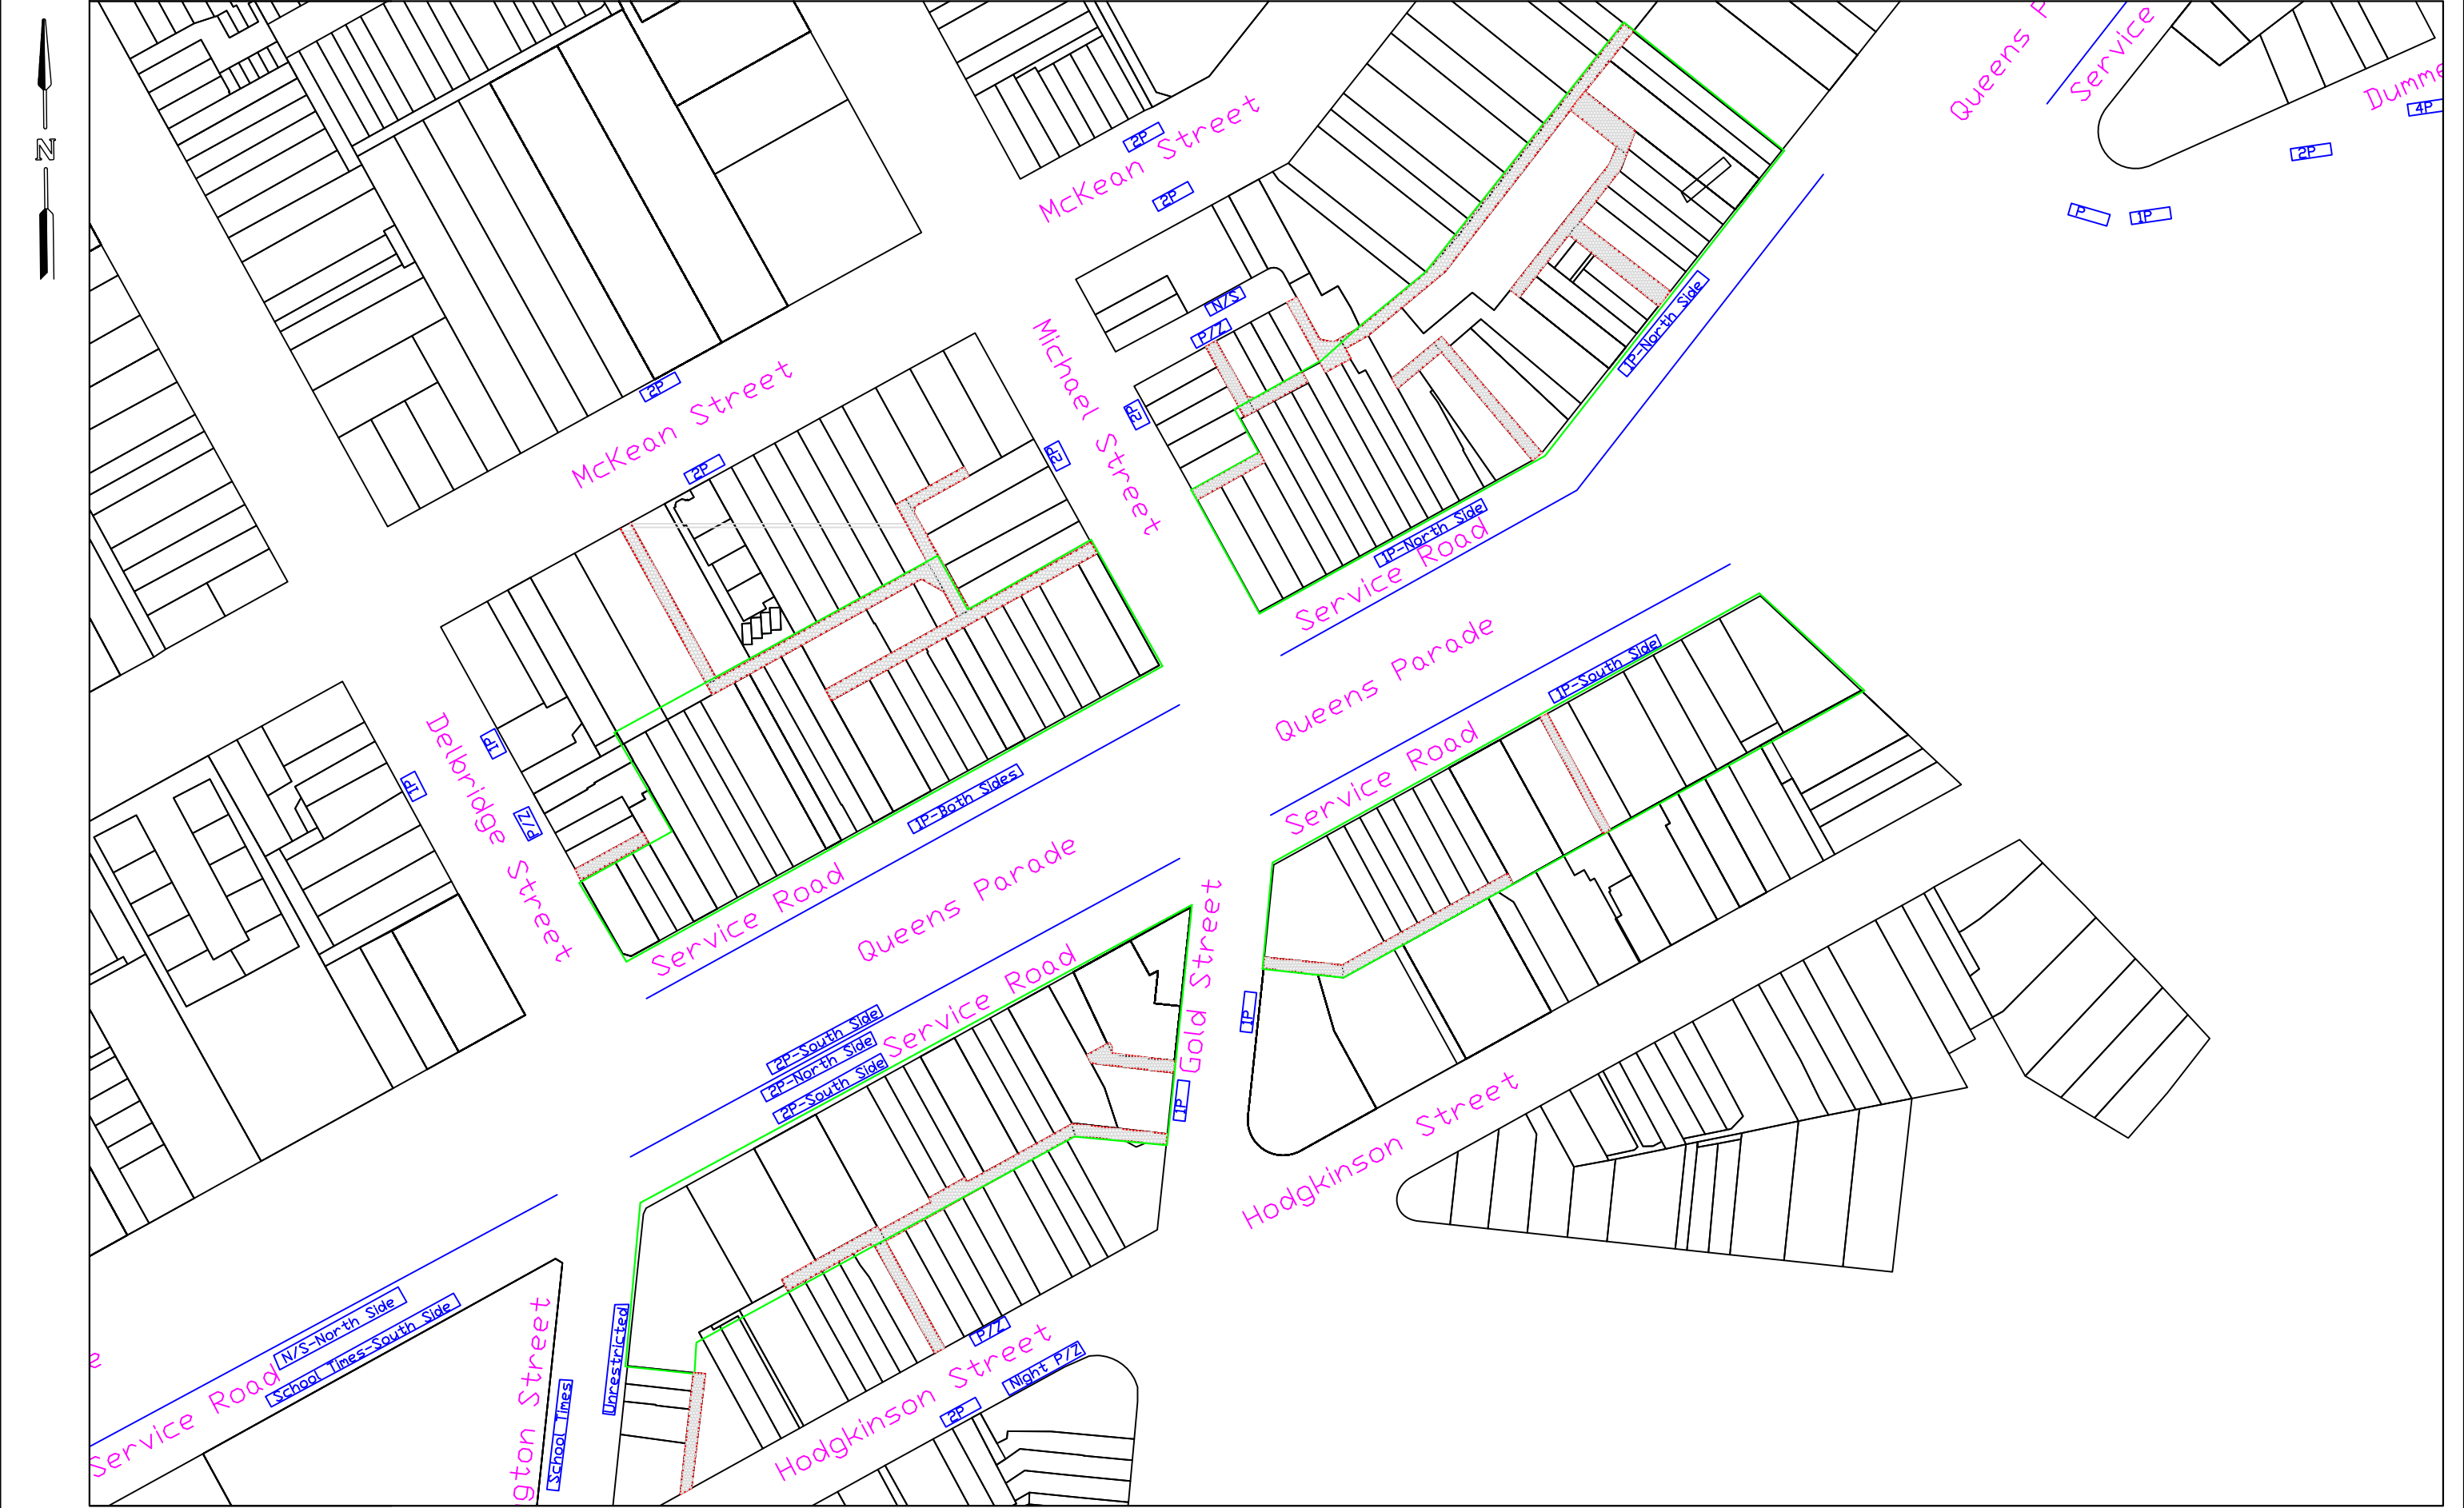 Queens P
Service
Dumme
4P
2P
P
1P
N
2P
McKean Street
2P
N/S
P/Z
1P-North Side
Michael Street
2P
2P
McKean Street
2P
2P
1P-North Side
Service Road
Queens Parade
1P-South Side
Service Road
Delbridge Street
1P
1P
P/Z
1P-Both Sides
Service Road
Queens Parade
Gold Street
1P
1P
2P-South Side
2P-North Side
2P-South Side
Service Road
Hodgkinson Street
N/S-North Side
School Times-South Side
Service Road
e
gton Street
School Times
Unrestricted
P/Z
Night P/Z
2P
Hodgkinson Street